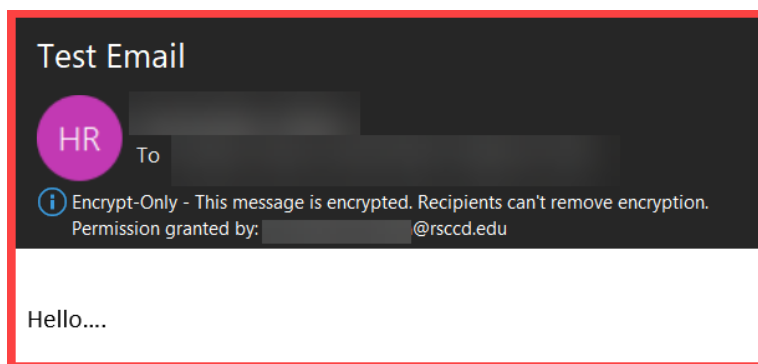 Test Email
HR
To
Encrypt-Only - This message is encrypted. Recipients can't remove encryption.
Permission granted by: @rsccd.edu
Hello....